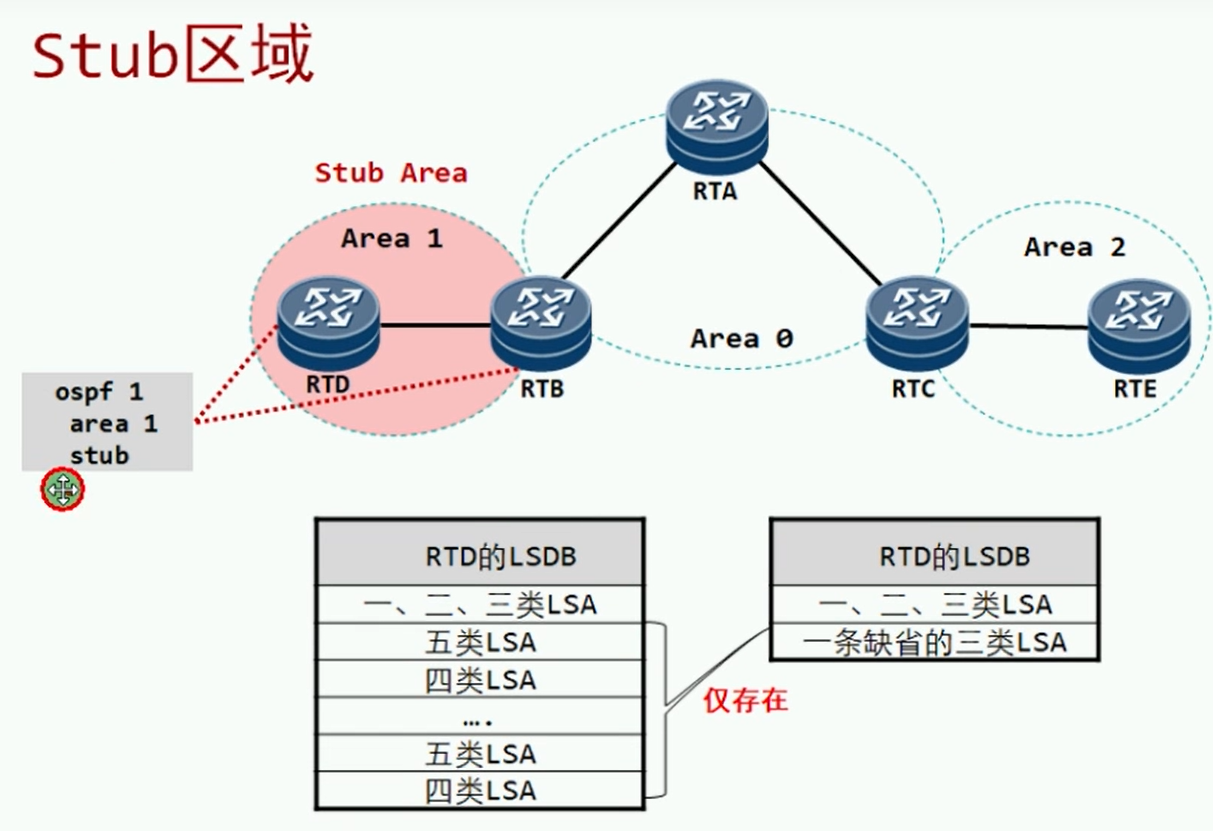 Stub区域
RTA
Stub Area
Area 1
Area 2
Area 0
RTD
RTB
RTC
RTE
ospf 1
area 1
stub
RTD的LSDB
一、二、三类LSA
五类LSA
四类LSA
….
五类LSA
四类LSA
仅存在
RTD的LSDB
一、二、三类LSA
一条缺省的三类LSA